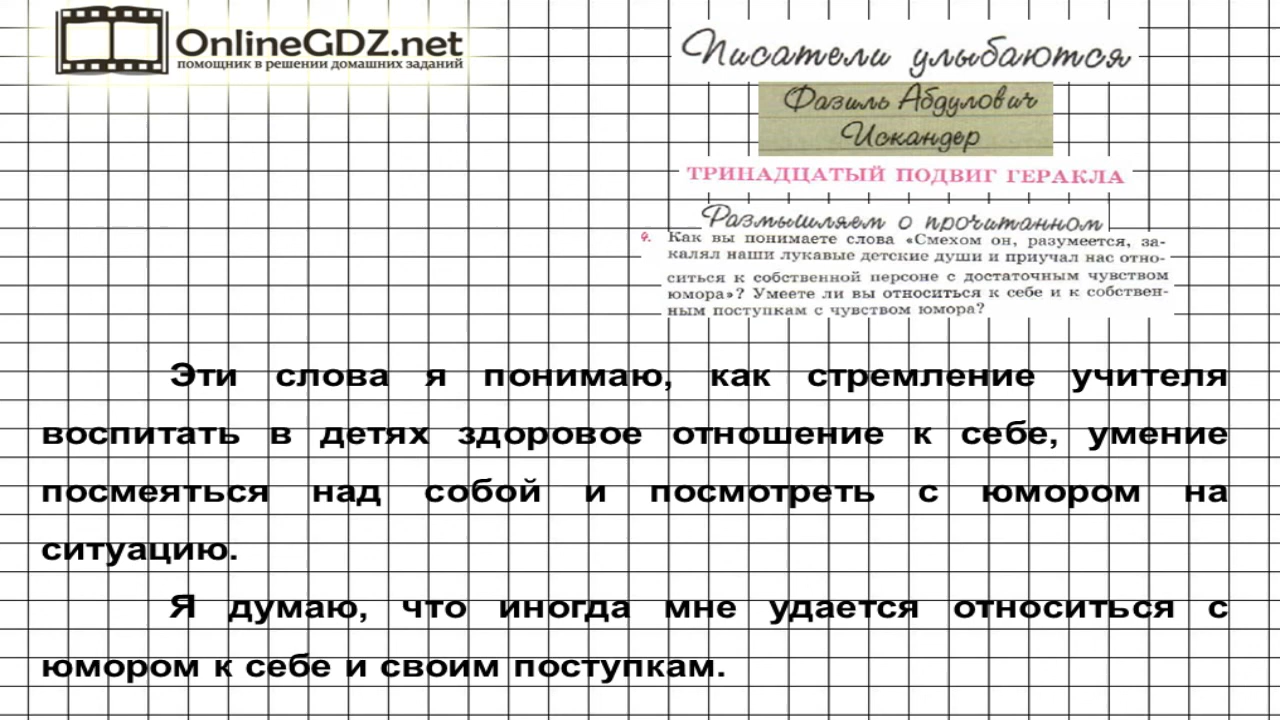 OnlineGDZ.net
помощник в решении домашних заданий
Писатели улыбаются
Фазиль Абдулович
Искандер
ТРИНАДЦАТЫЙ ПОДВИГ ГЕРАКЛА
Размышляем о прочитанном
9. Как вы понимаете слова «Смехом он, разумеется, за-
калял наши лукавые детские души и приучал нас отно-
ситься к собственной персоне с достаточным чувством
юмора»? Умеете ли вы относиться к себе и к собствен-
ным поступкам с чувством юмора?
Эти слова я понимаю, как стремление учителя
воспитать в детях здоровое отношение к себе, умение
посмеяться над собой и посмотреть с юмором на
ситуацию.
Я думаю, что иногда мне удается относиться с
юмором к себе и своим поступкам.